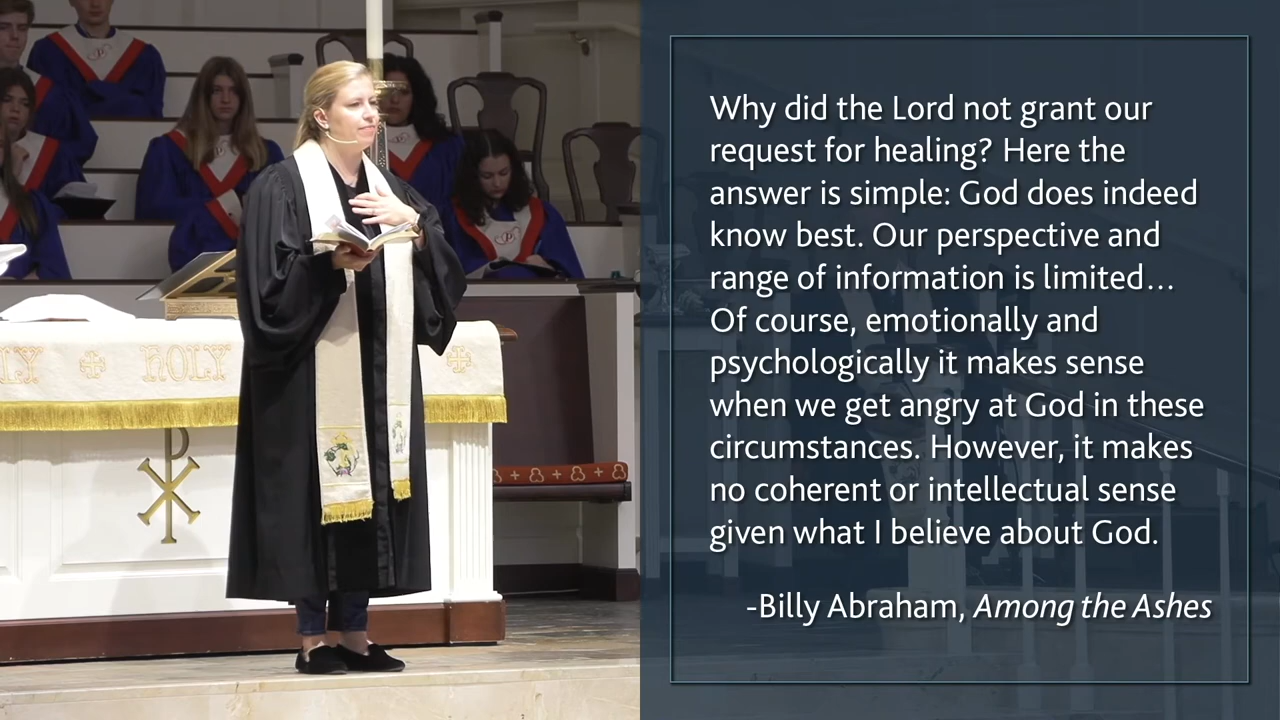 LY HOLY
Why did the Lord not grant our
request for healing? Here the
answer is simple: God does indeed
know best. Our perspective and
range of information is limited…
Of course, emotionally and
psychologically it makes sense
when we get angry at God in these
circumstances. However, it makes
no coherent or intellectual sense
given what I believe about God.
-Billy Abraham, Among the Ashes